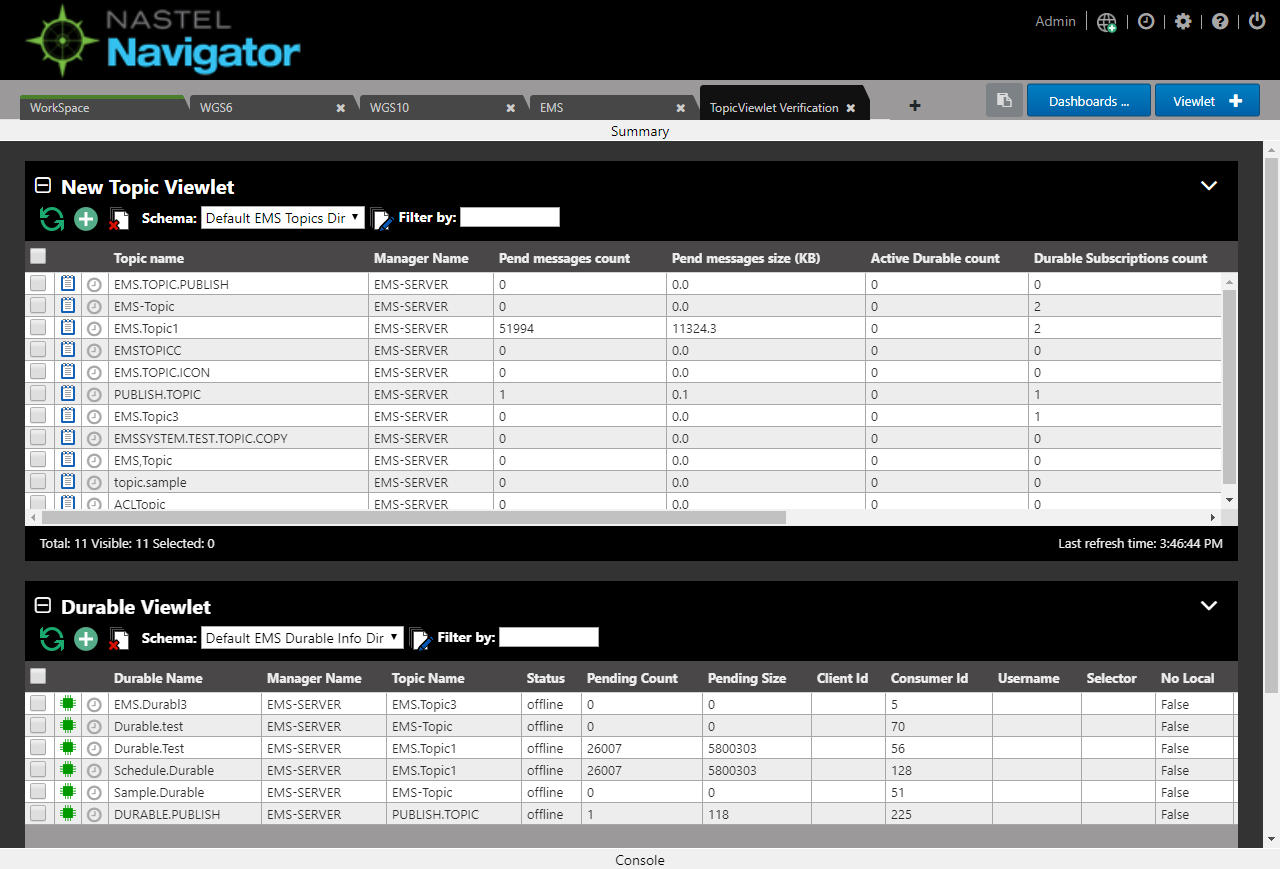 NASTEL
Navigator
Admin
WorkSpace WGS6 WGS10 EMS TopicViewlet Verification Dashboards ... Viewlet
Summary
New Topic Viewlet
Schema: Default EMS Topics Dir Filter by:
Topic name Manager Name Pend messages count Pend messages size (KB) Active Durable count Durable Subscriptions count
EMS.TOPIC.PUBLISH EMS-SERVER 0 0.0 0 0
EMS-Topic EMS-SERVER 0 0.0 0 2
EMS.Topic1 EMS-SERVER 51994 11324.3 0 2
EMSTOPICC EMS-SERVER 0 0.0 0 0
EMS.TOPIC.ICON EMS-SERVER 0 0.0 0 0
PUBLISH.TOPIC EMS-SERVER 1 0.1 0 1
EMS.Topic3 EMS-SERVER 0 0.0 0 1
EMSSYSTEM.TEST.TOPIC.COPY EMS-SERVER 0 0.0 0 0
EMS,Topic EMS-SERVER 0 0.0 0 0
topic.sample EMS-SERVER 0 0.0 0 0
ACLTopic EMS-SERVER 0 0.0 0 0
Total: 11 Visible: 11 Selected: 0 Last refresh time: 3:46:44 PM
Durable Viewlet
Schema: Default EMS Durable Info Dir Filter by:
Durable Name Manager Name Topic Name Status Pending Count Pending Size Client Id Consumer Id Username Selector No Local
EMS.Durabl3 EMS-SERVER EMS.Topic3 offline 0 0 5 False
Durable.test EMS-SERVER EMS-Topic offline 0 0 70 False
Durable.Test EMS-SERVER EMS.Topic1 offline 26007 5800303 56 False
Schedule.Durable EMS-SERVER EMS.Topic1 offline 26007 5800303 128 False
Sample.Durable EMS-SERVER EMS-Topic offline 0 0 51 False
DURABLE.PUBLISH EMS-SERVER PUBLISH.TOPIC offline 1 118 225 False
Console